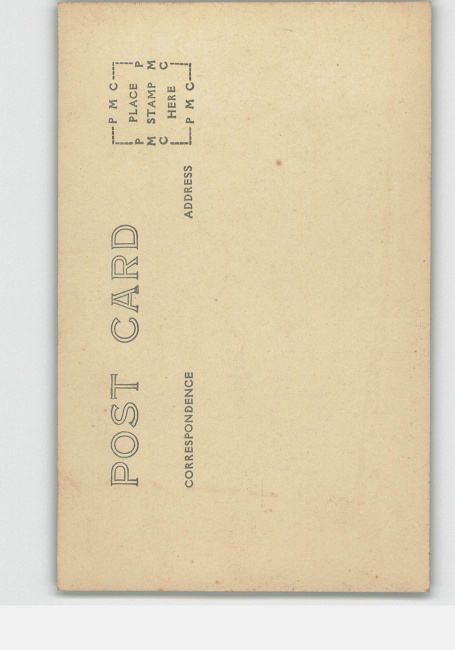 POST CARD
CORRESPONDENCE
ADDRESS
P M C
P PLACE P
M STAMP M
C HERE C
P M C